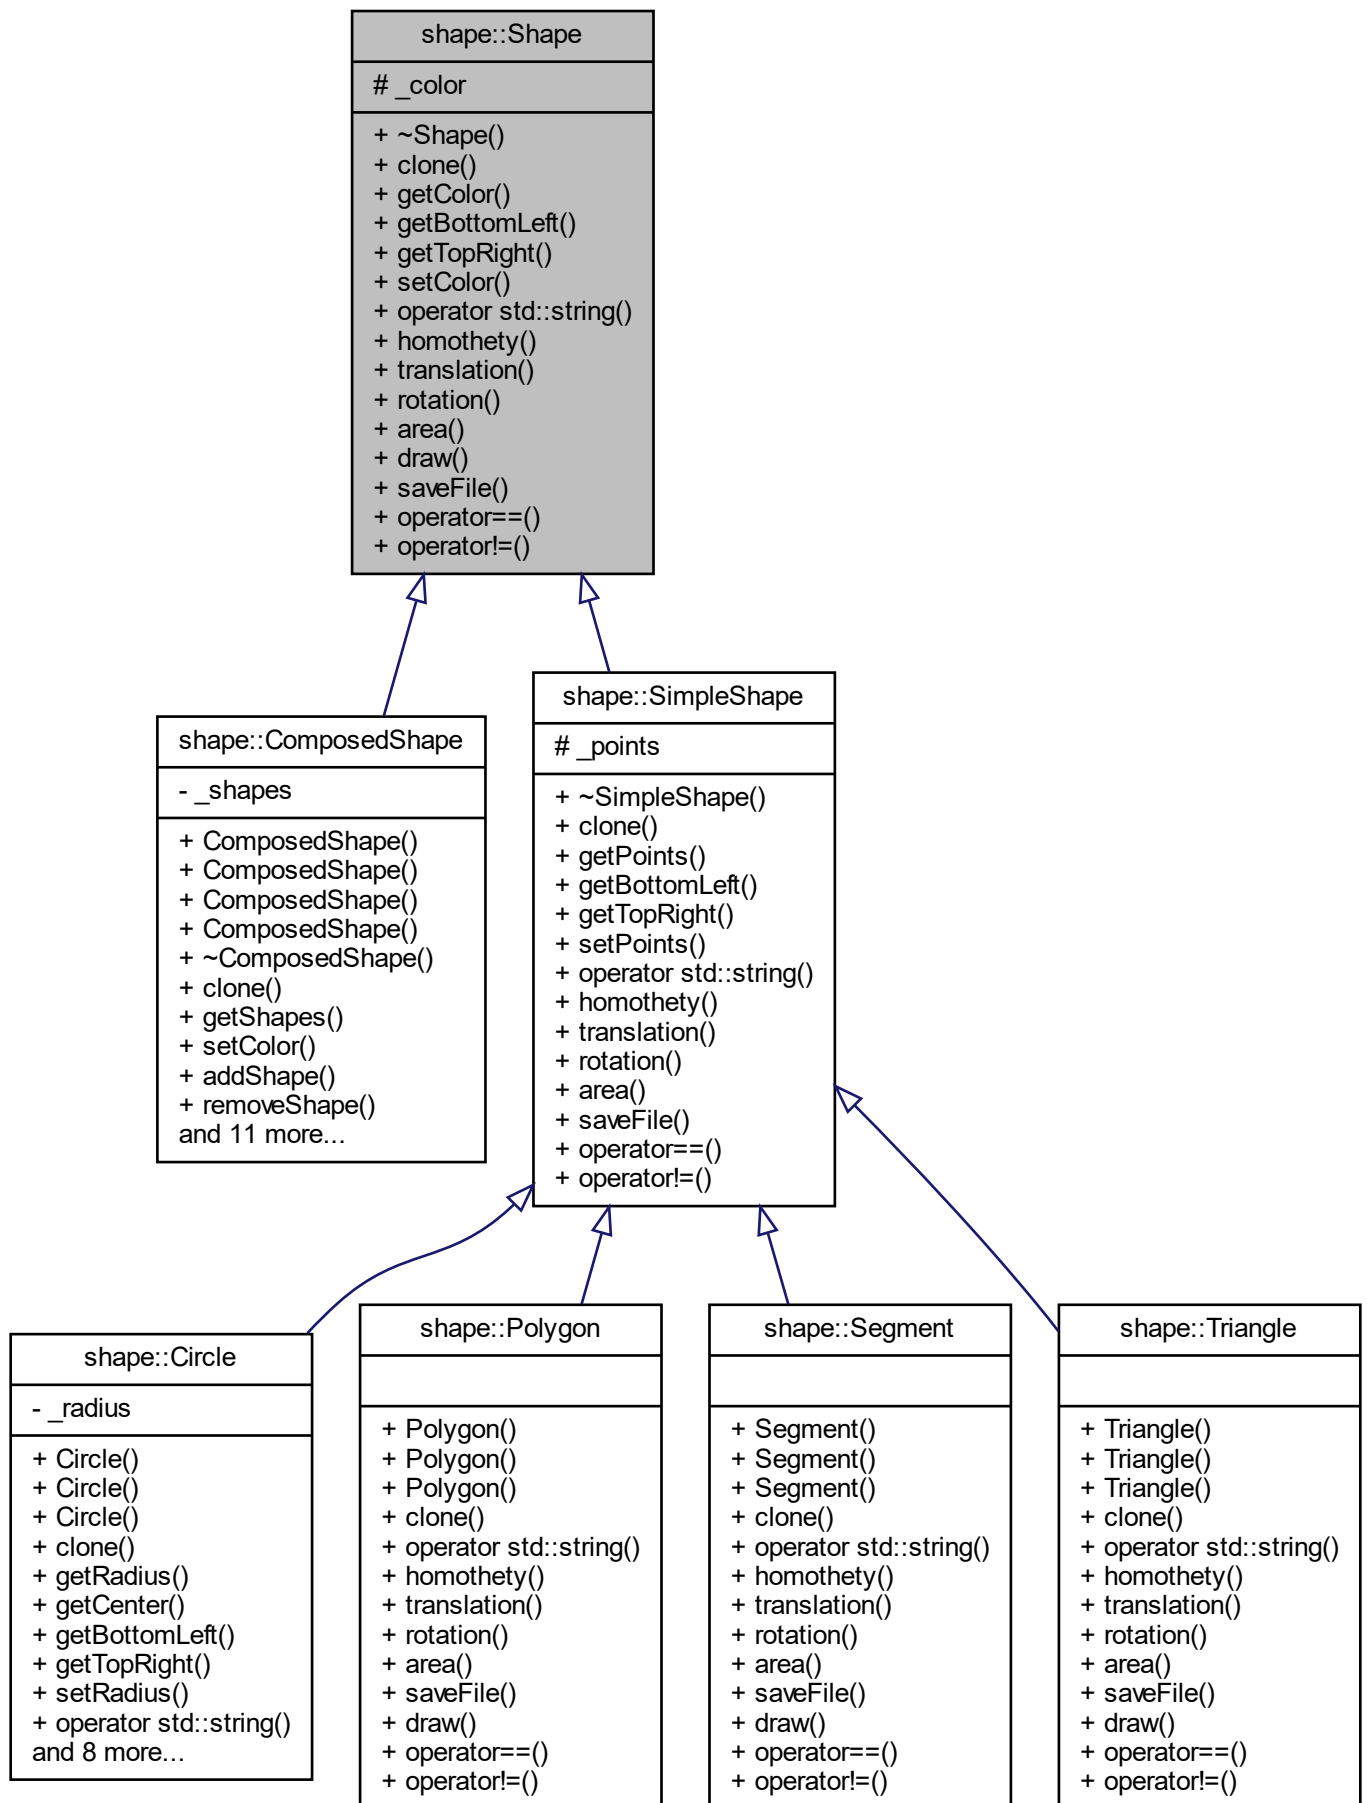 shape::Shape
# _color
+ ~Shape()
+ clone()
+ getColor()
+ getBottomLeft()
+ getTopRight()
+ setColor()
+ operator std::string()
+ homothety()
+ translation()
+ rotation()
+ area()
+ draw()
+ saveFile()
+ operator==()
+ operator!=()
shape::ComposedShape
- _shapes
+ ComposedShape()
+ ComposedShape()
+ ComposedShape()
+ ComposedShape()
+ ~ComposedShape()
+ clone()
+ getShapes()
+ setColor()
+ addShape()
+ removeShape()
and 11 more...
shape::SimpleShape
# _points
+ ~SimpleShape()
+ clone()
+ getPoints()
+ getBottomLeft()
+ getTopRight()
+ setPoints()
+ operator std::string()
+ homothety()
+ translation()
+ rotation()
+ area()
+ saveFile()
+ operator==()
+ operator!=()
shape::Circle
- _radius
+ Circle()
+ Circle()
+ Circle()
+ clone()
+ getRadius()
+ getCenter()
+ getBottomLeft()
+ getTopRight()
+ setRadius()
+ operator std::string()
and 8 more...
shape::Polygon
+ Polygon()
+ Polygon()
+ Polygon()
+ clone()
+ operator std::string()
+ homothety()
+ translation()
+ rotation()
+ area()
+ saveFile()
+ draw()
+ operator==()
+ operator!=()
shape::Segment
+ Segment()
+ Segment()
+ Segment()
+ clone()
+ operator std::string()
+ homothety()
+ translation()
+ rotation()
+ area()
+ saveFile()
+ draw()
+ operator==()
+ operator!=()
shape::Triangle
+ Triangle()
+ Triangle()
+ Triangle()
+ clone()
+ operator std::string()
+ homothety()
+ translation()
+ rotation()
+ area()
+ saveFile()
+ draw()
+ operator==()
+ operator!=()